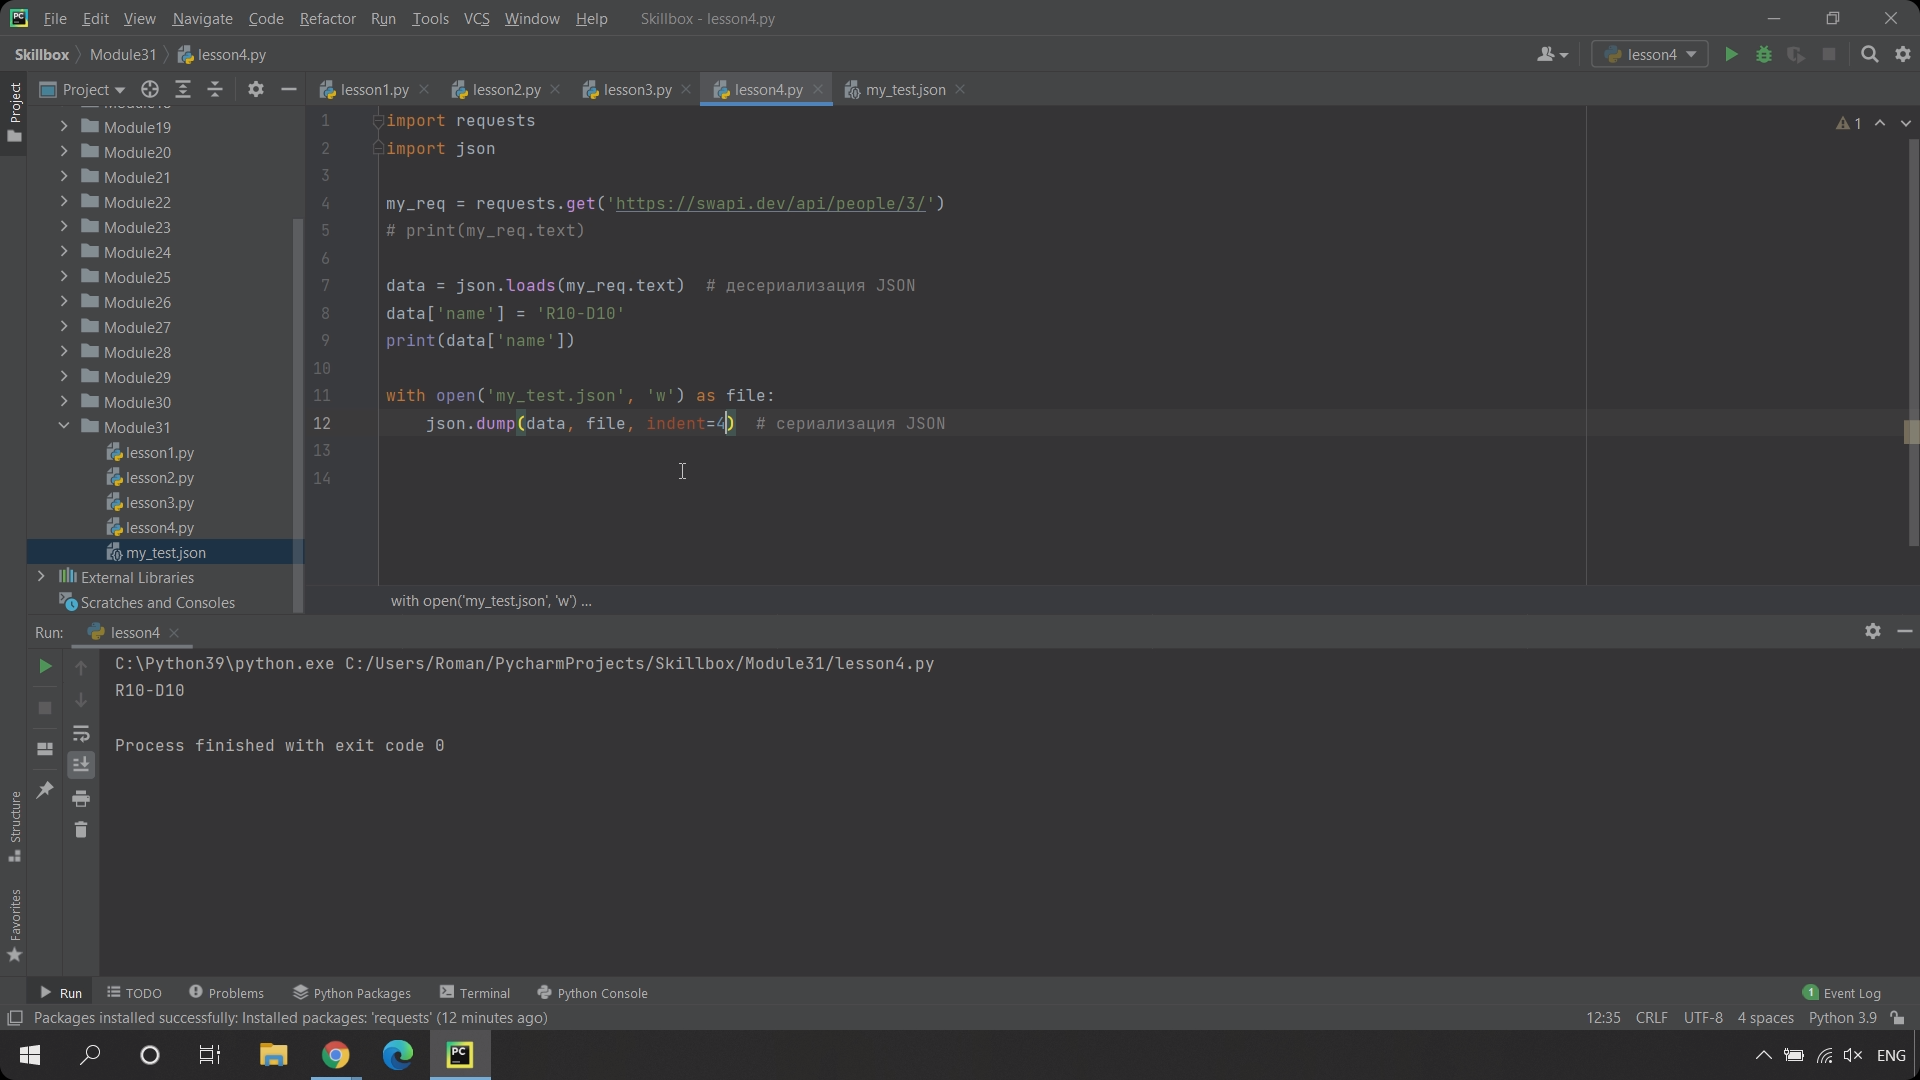 File Edit View Navigate Code Refactor Run Tools VCS Window Help Skillbox - lesson4.py
Skillbox Module31 lesson4.py lesson4
Project lesson1.py lesson2.py lesson3.py lesson4.py my_test.json
Project
Module19
Module20
Module21
Module22
Module23
Module24
Module25
Module26
Module27
Module28
Module29
Module30
Module31
lesson1.py
lesson2.py
lesson3.py
lesson4.py
my_test.json
External Libraries
Scratches and Consoles
1 import requests
2 import json
3
4 my_req = requests.get('https://swapi.dev/api/people/3/')
5 # print(my_req.text)
6
7 data = json.loads(my_req.text)  # десериализация JSON
8 data['name'] = 'R10-D10'
9 print(data['name'])
10
11 with open('my_test.json', 'w') as file:
12     json.dump(data, file, indent=4)  # сериализация JSON
13
14
1
with open('my_test.json', 'w') ...
Run: lesson4
C:\Python39\python.exe C:/Users/Roman/PycharmProjects/Skillbox/Module31/lesson4.py
R10-D10
Process finished with exit code 0
Structure
Favorites
Run TODO Problems Python Packages Terminal Python Console 1 Event Log
Packages installed successfully: Installed packages: 'requests' (12 minutes ago) 12:35 CRLF UTF-8 4 spaces Python 3.9
PC ENG